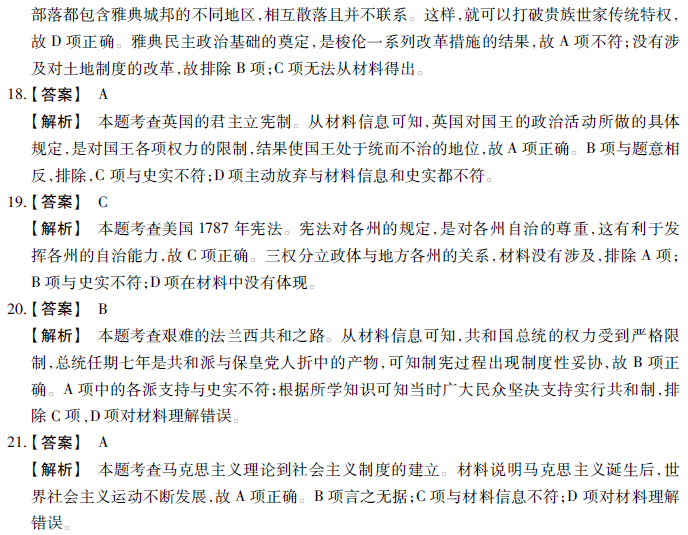 部落都包含雅典城邦的不同地区,相互散落且并不联系。这样,就可以打破贵族世家传统特权,
故 D 项正确。雅典民主政治基础的奠定,是梭伦一系列改革措施的结果,故 A 项不符;没有涉
及对土地制度的改革,故排除 B 项;C 项无法从材料得出。
18.【答案】 A
【解析】 本题考查英国的君主立宪制。从材料信息可知,英国对国王的政治活动所做的具体
规定,是对国王各项权力的限制,结果使国王处于统而不治的地位,故 A 项正确。B 项与题意相
反,排除,C 项与史实不符;D 项主动放弃与材料信息和史实都不符。
19.【答案】 C
【解析】 本题考查美国 1787 年宪法。宪法对各州的规定,是对各州自治的尊重,这有利于发
挥各州的自治能力,故 C 项正确。三权分立政体与地方各州的关系,材料没有涉及,排除 A 项;
B 项与史实不符;D 项在材料中没有体现。
20.【答案】 B
【解析】 本题考查艰难的法兰西共和之路。从材料信息可知,共和国总统的权力受到严格限
制,总统任期七年是共和派与保皇党人折中的产物,可知制宪过程出现制度性妥协,故 B 项正
确。A 项中的各派支持与史实不符;根据所学知识可知当时广大民众坚决支持实行共和制,排
除 C 项,D 项对材料理解错误。
21.【答案】 A
【解析】 本题考查马克思主义理论到社会主义制度的建立。材料说明马克思主义诞生后,世
界社会主义运动不断发展,故 A 项正确。B 项言之无据;C 项与材料信息不符;D 项对材料理解
错误。